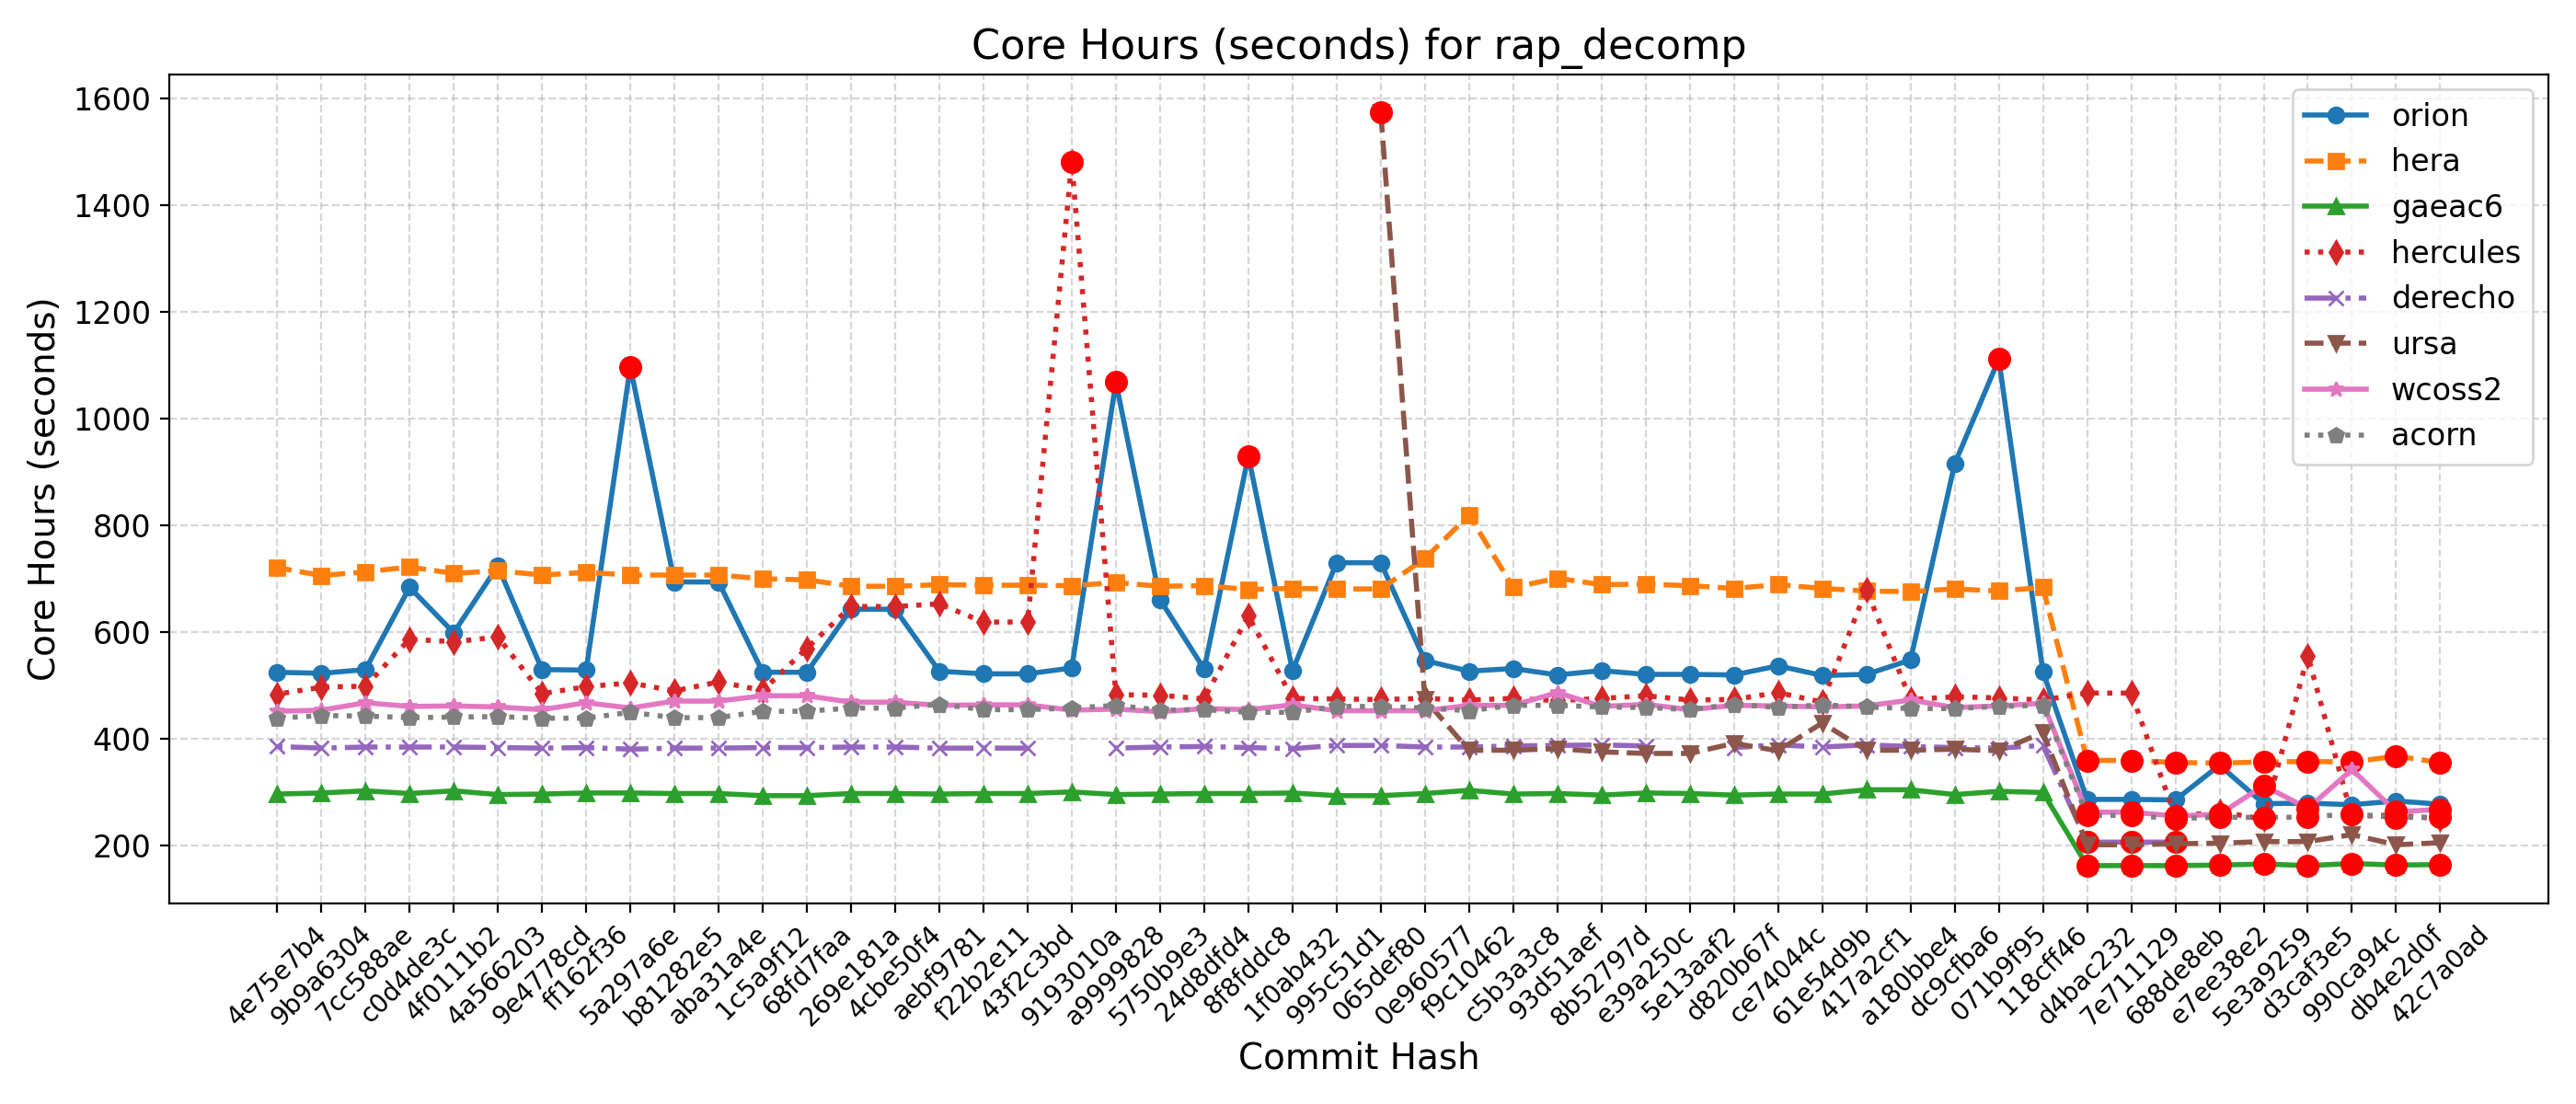 Core Hours (seconds) for rap_decomp
Core Hours (seconds)
1600
1400
1200
1000
800
600
400
200
orion
hera
gaeac6
hercules
derecho
ursa
wcoss2
acorn
4e75e7b4
9b9a6304
7cc588ae
c0d4de3c
4f0111b2
4a566203
9e4778cd
ff162f36
5a297a6e
b81282e5
aba31a4e
1c5a9f12
68fd7faa
269e181a
4cbe50f4
aebf9781
f22b2e11
43f2c3bd
9193010a
a9999828
5750b9e3
24d8dfd4
8f8fddc8
1f0ab432
995c51d1
065def80
0e960577
f9c10462
c5b3a3c8
93d51aef
8b52797d
e39a250c
5e13aaf2
d820b67f
ce74044c
61e54d9b
417a2cf1
a180bbe4
dc9cfba6
071b9f95
118cff46
d4bac232
7e711129
688de8eb
e7ee38e2
5e3a9259
d3caf3e5
990ca94c
db4e2d0f
42c7a0ad
Commit Hash